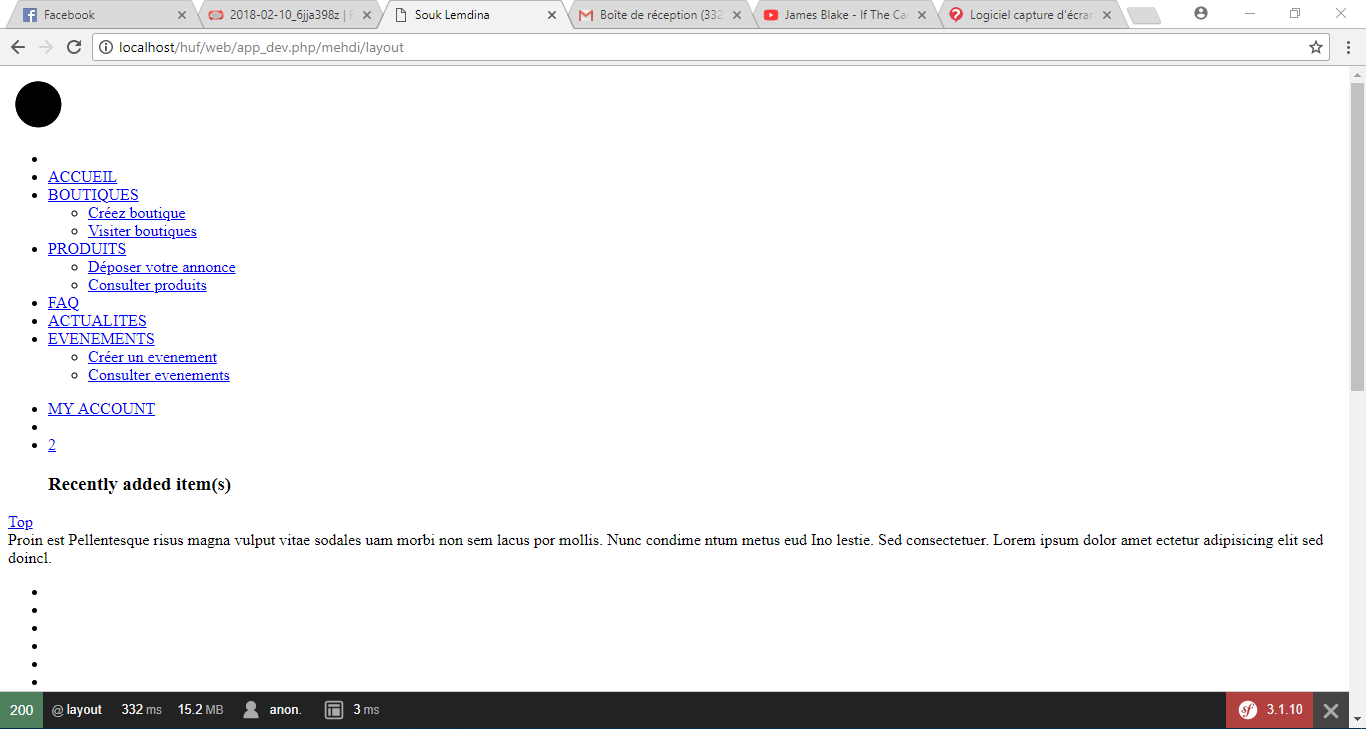 Facebook
2018-02-10_6jja398z | F
Souk Lemdina
Boîte de réception (332
James Blake - If The Ca
Logiciel capture d'écran
localhost/huf/web/app_dev.php/mehdi/layout
ACCUEIL
BOUTIQUES
Créez boutique
Visiter boutiques
PRODUITS
Déposer votre annonce
Consulter produits
FAQ
ACTUALITES
EVENEMENTS
Créer un evenement
Consulter evenements
MY ACCOUNT
2
Recently added item(s)
Top
Proin est Pellentesque risus magna vulput vitae sodales uam morbi non sem lacus por mollis. Nunc condime ntum metus eud Ino lestie. Sed consectetuer. Lorem ipsum dolor amet ectetur adipisicing elit sed
doincl.
200 @ layout 332 ms 15.2 MB anon. 3 ms sf 3.1.10